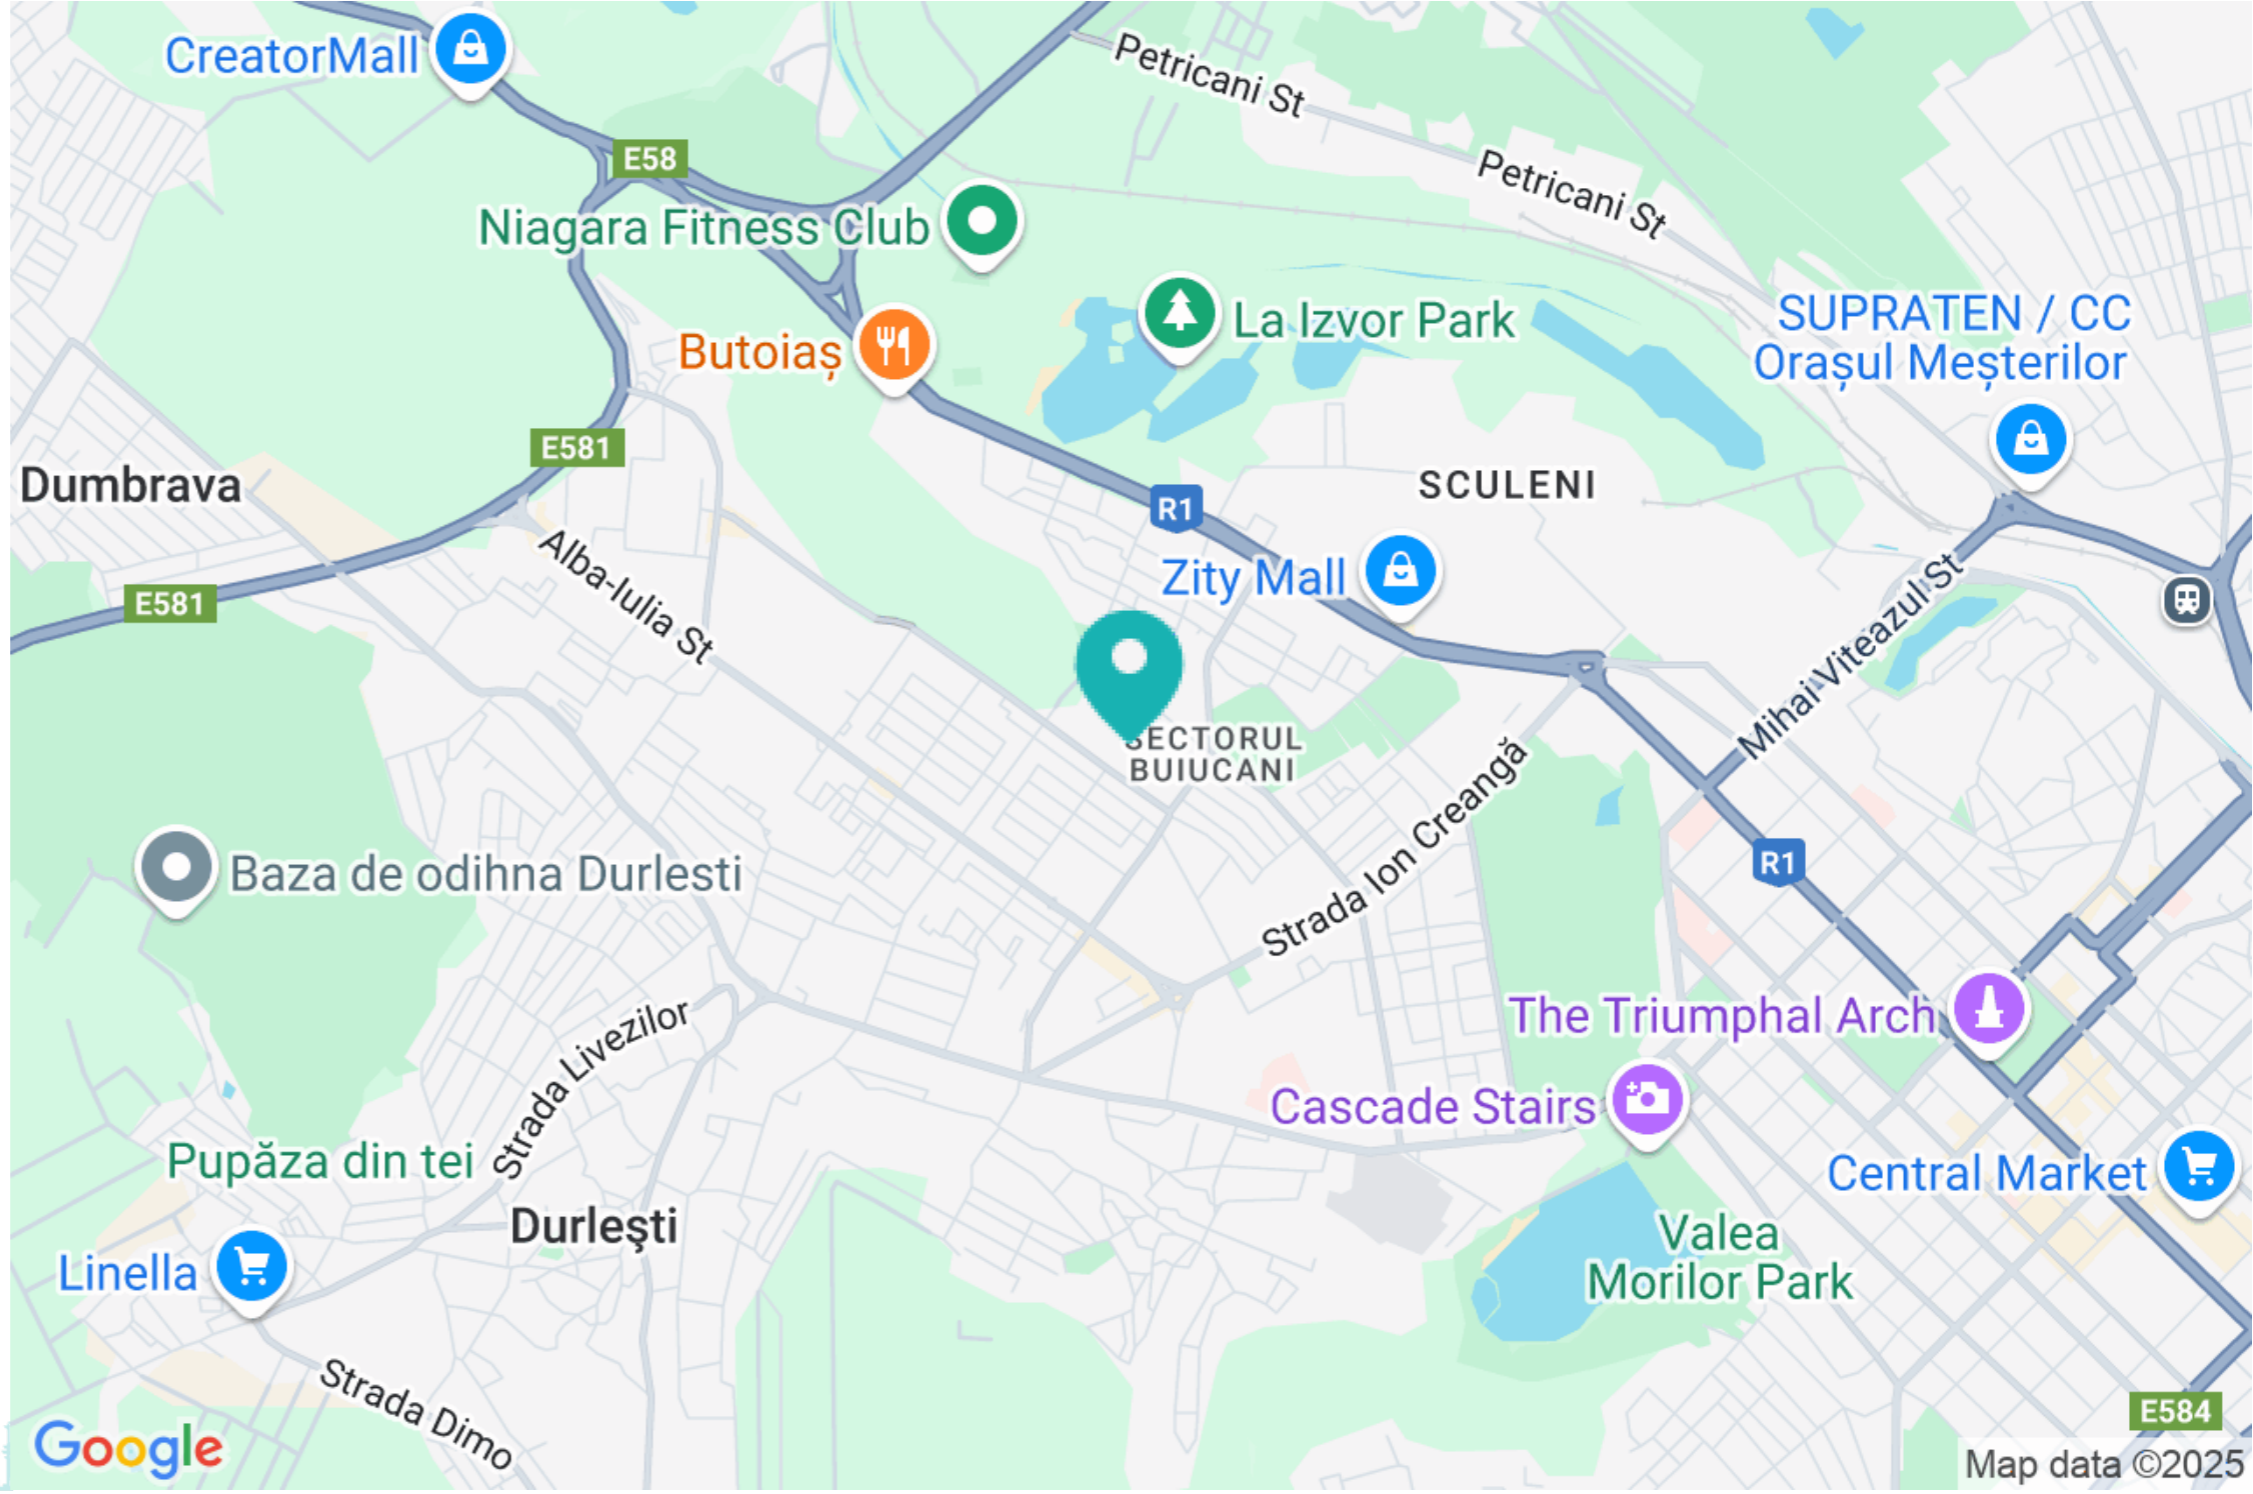 CreatorMall
Petricani St
E58
Petricani St
Niagara Fitness Club
La Izvor Park
SUPRATEN / CC
Orașul Meșterilor
Butoiaș
E581
Dumbrava
SCULENI
R1
Zity Mall
Alba-Iulia St
E581
Mihai Viteazul St
SECTORUL
BUIUCANI
Strada Ion Creangă
R1
Baza de odihna Durlesti
The Triumphal Arch
Strada Livezilor
Cascade Stairs
Pupăza din tei
Central Market
Durleşti
Valea
Morilor Park
Linella
Strada Dimo
E584
Google
Map data ©2025